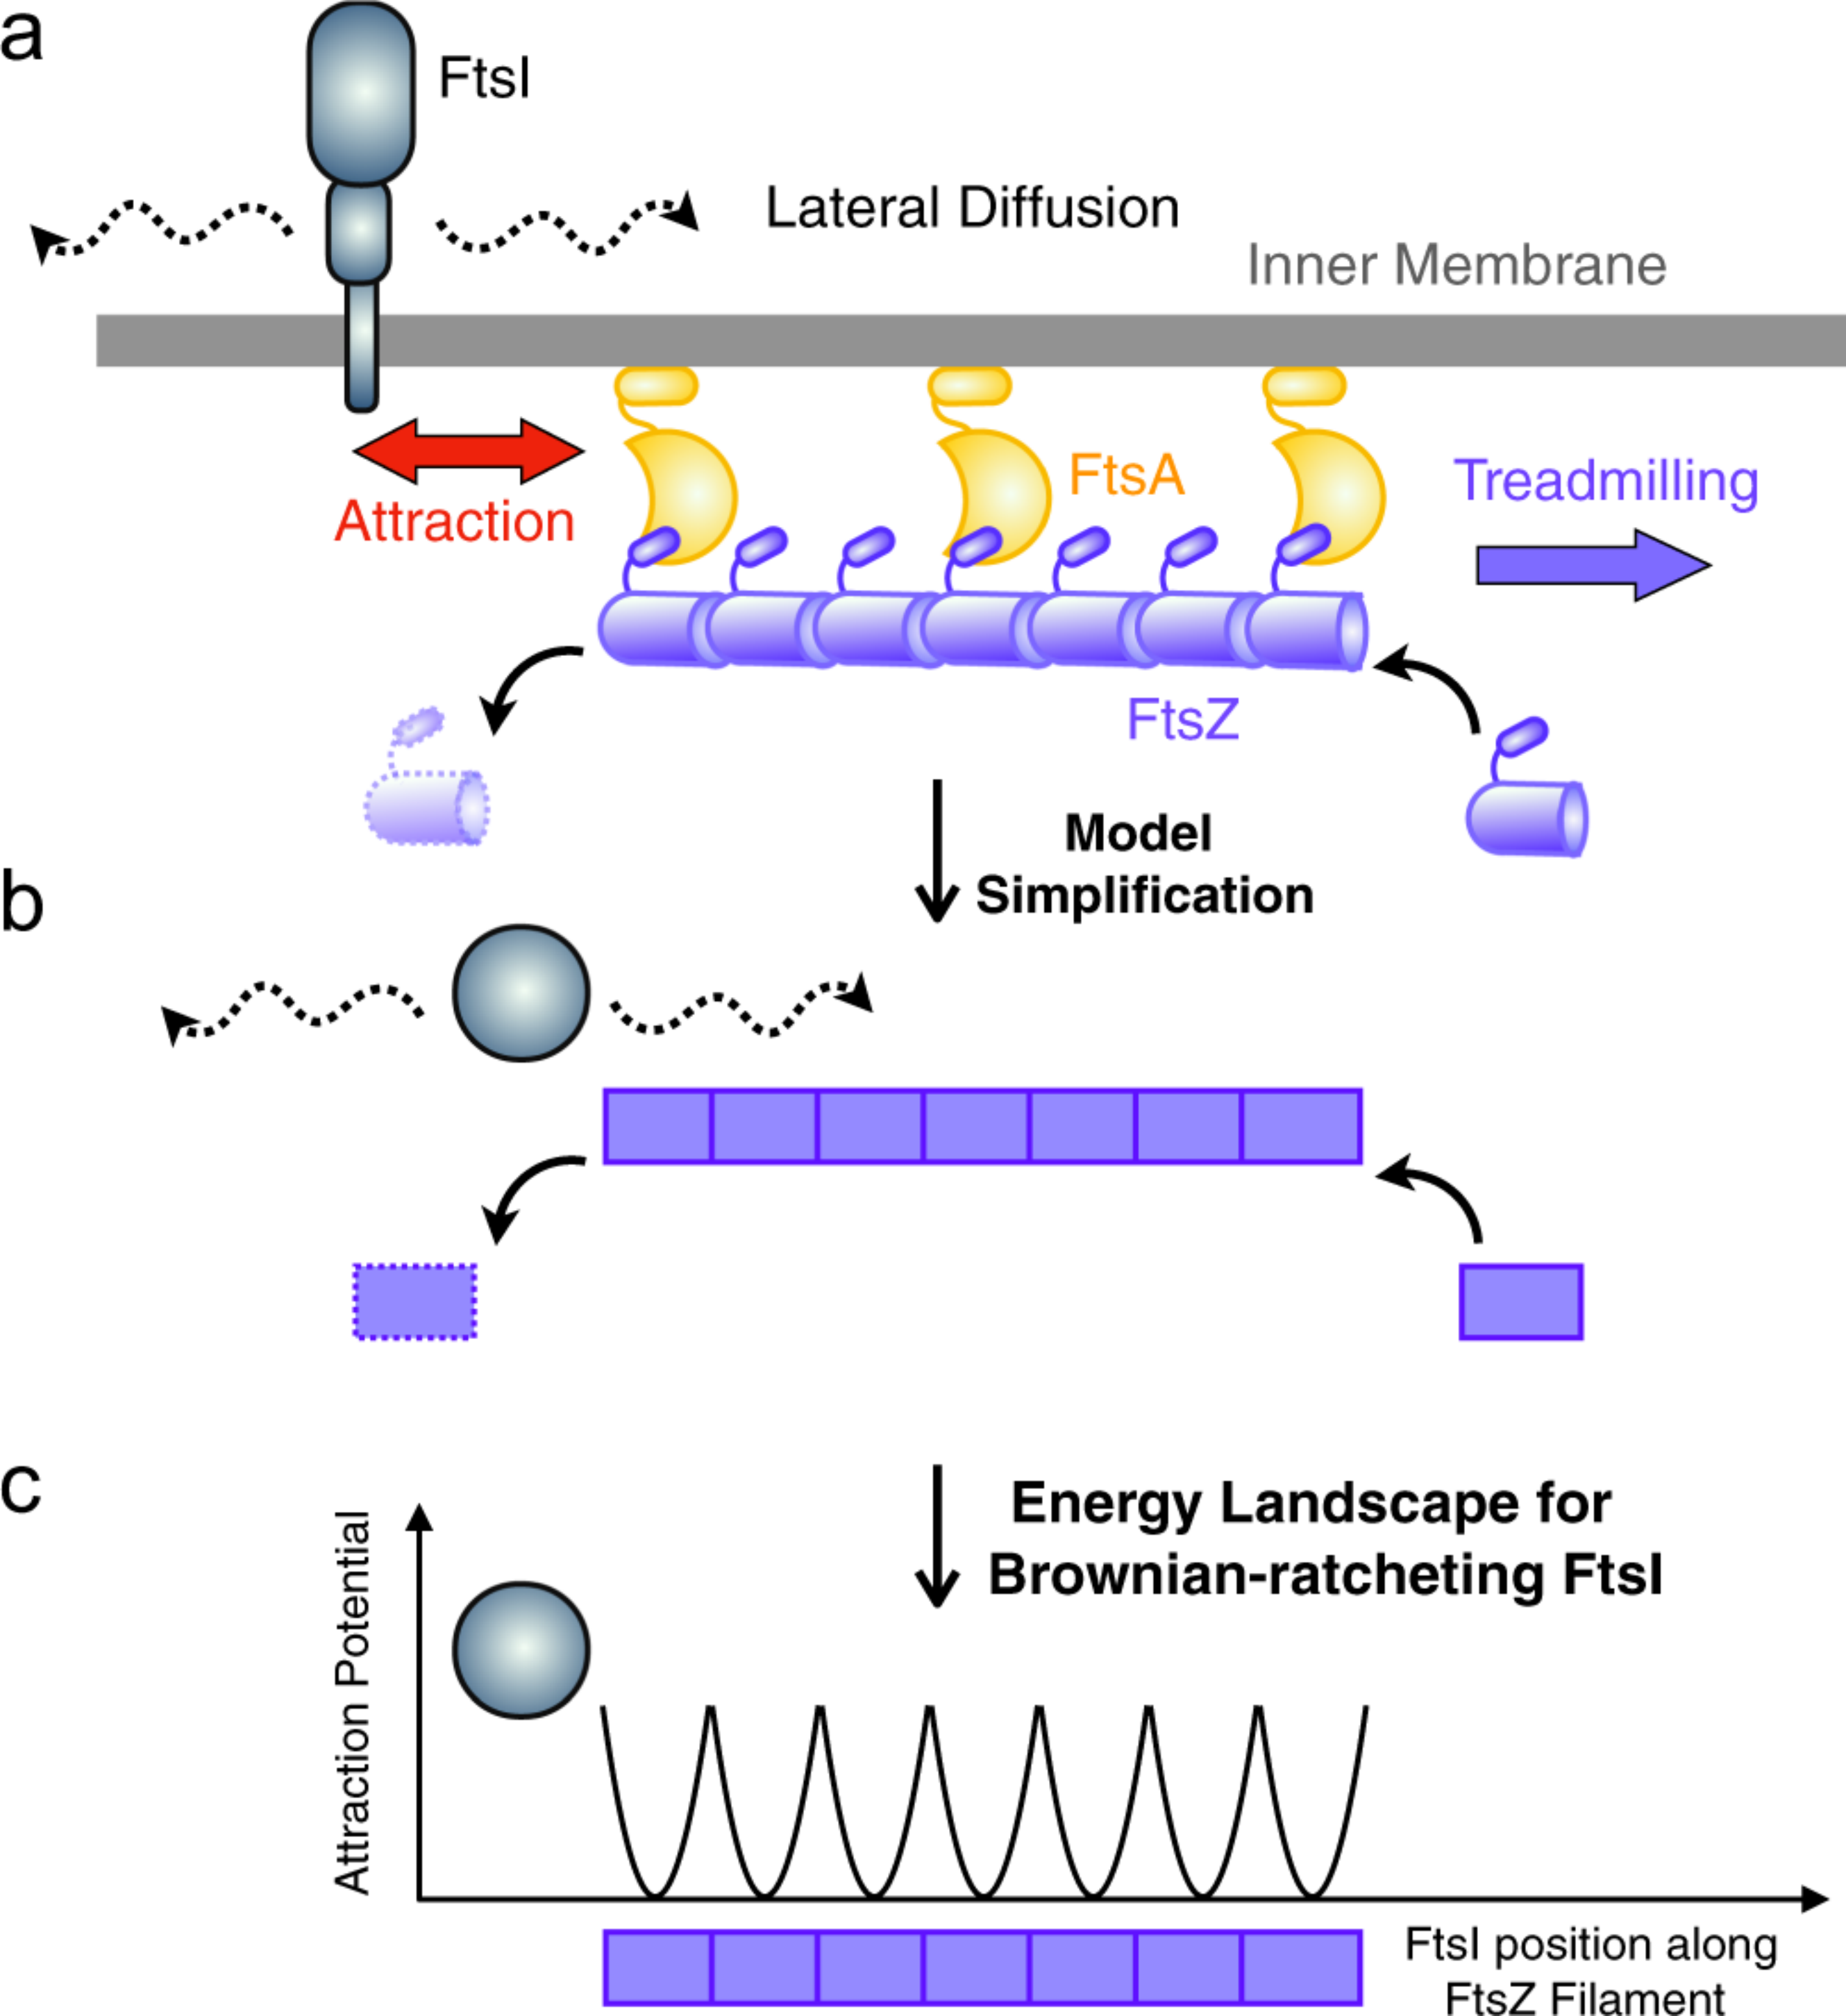 a
FtsI
Lateral Diffusion
Inner Membrane
Attraction
FtsA
Treadmilling
FtsZ
Model
Simplification
b
c
Energy Landscape for
Brownian-ratcheting FtsI
Attraction Potential
FtsI position along
FtsZ Filament